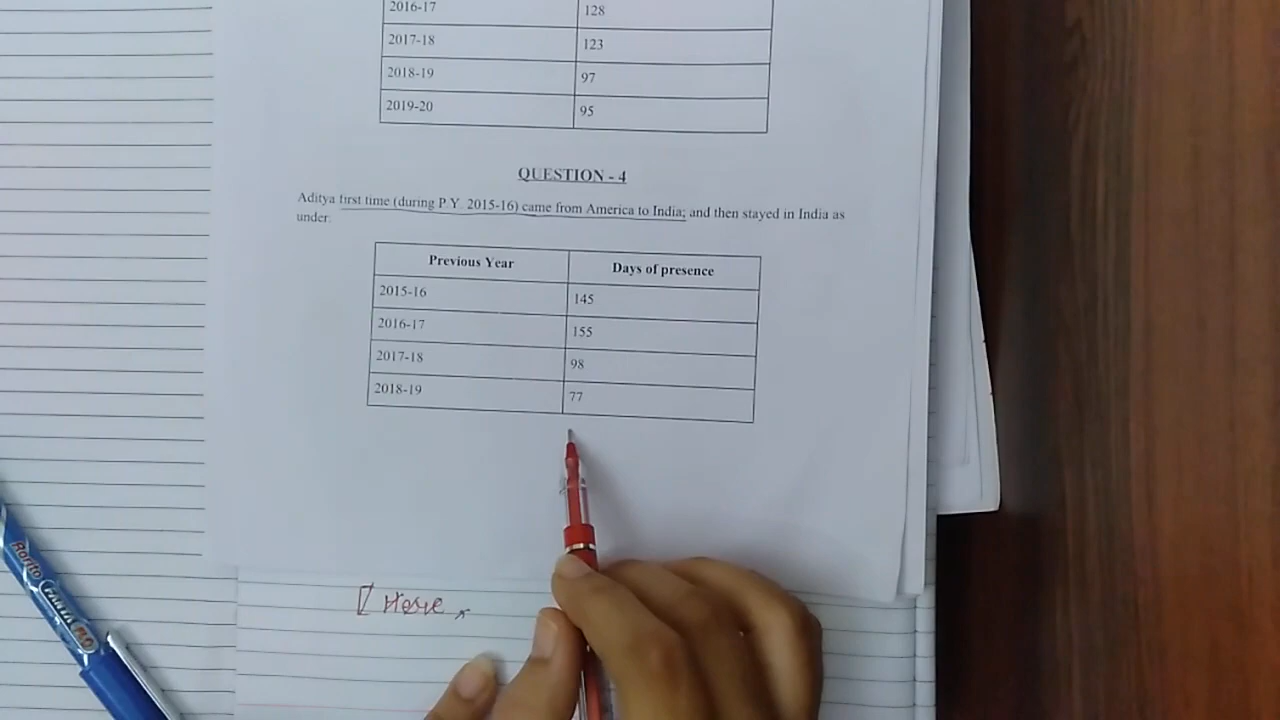 2016-17 128
2017-18 123
2018-19 97
2019-20 95
QUESTION - 4
Aditya first time (during P.Y. 2015-16) came from America to India; and then stayed in India as
under:
Previous Year Days of presence
2015-16 145
2016-17 155
2017-18 98
2018-19 77
[ Here,
Rorito